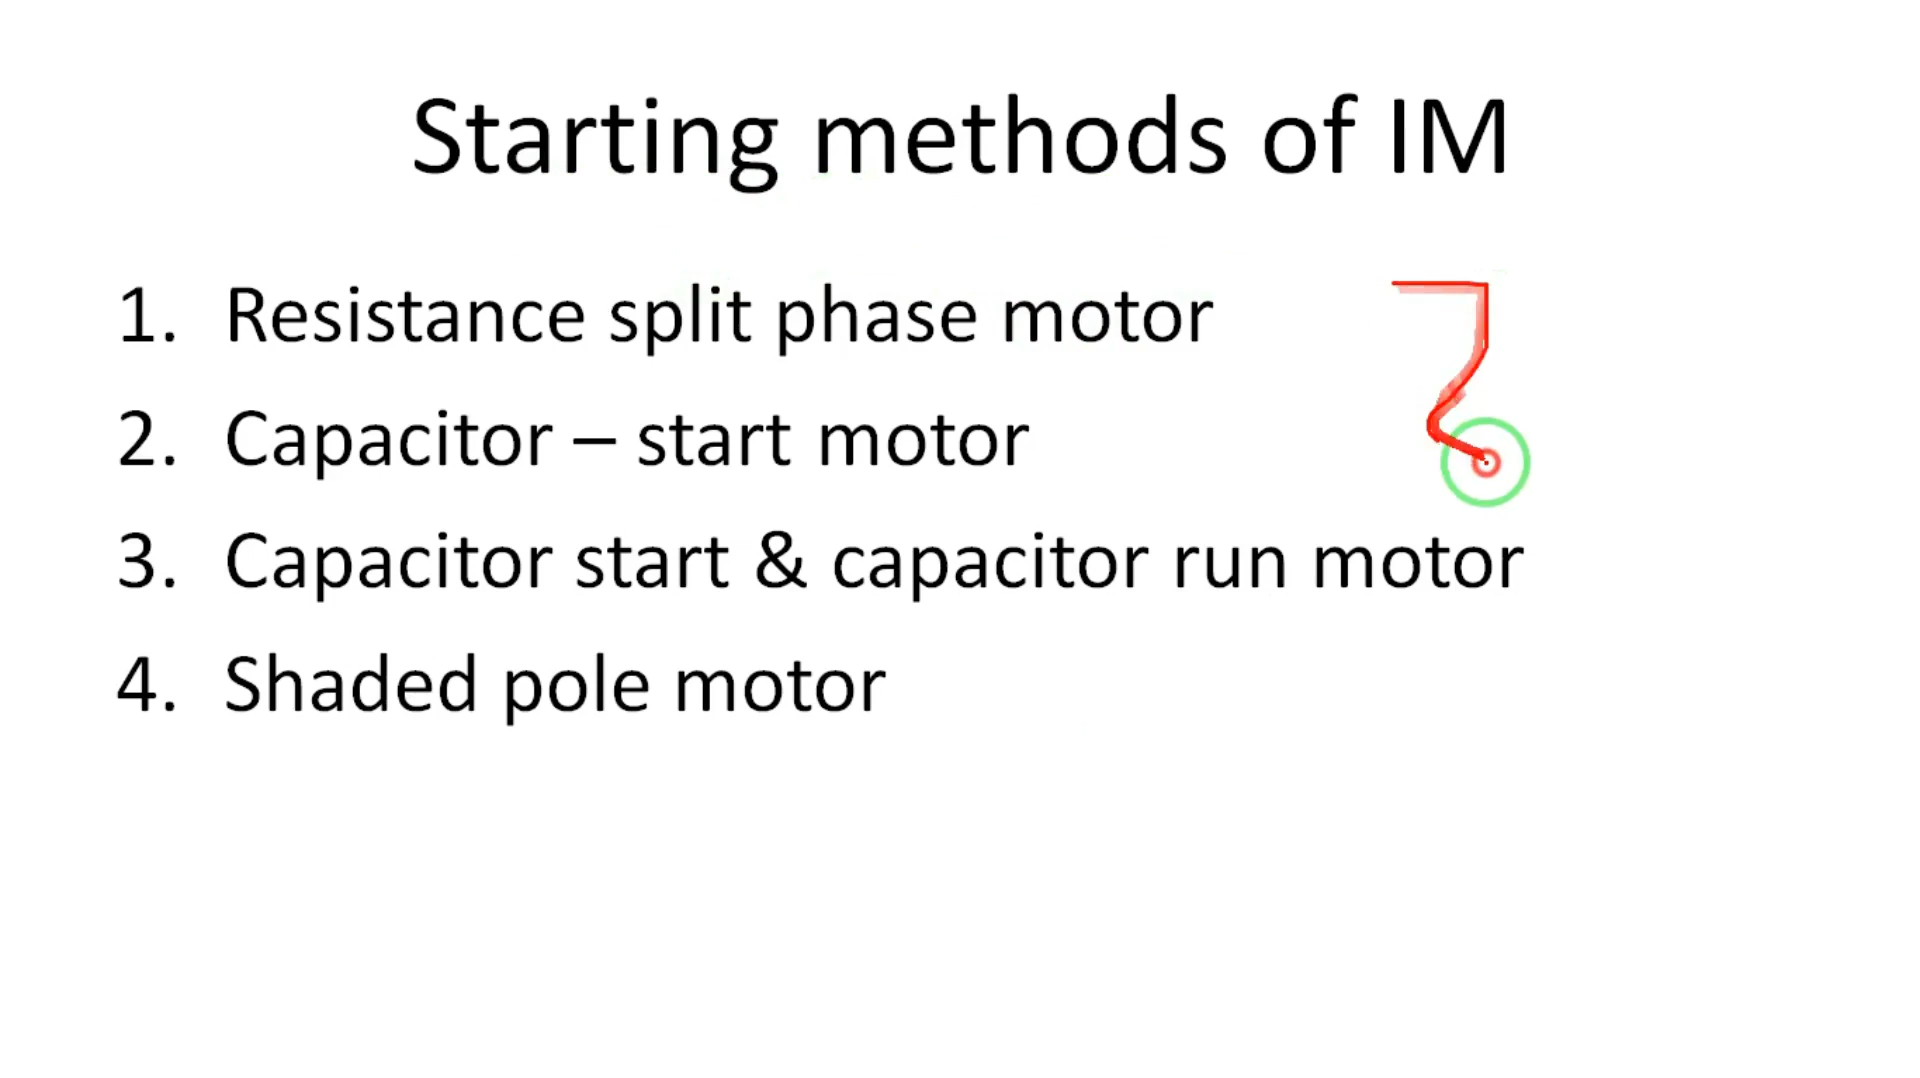 Starting methods of IM
1. Resistance split phase motor
2. Capacitor – start motor
3. Capacitor start & capacitor run motor
4. Shaded pole motor